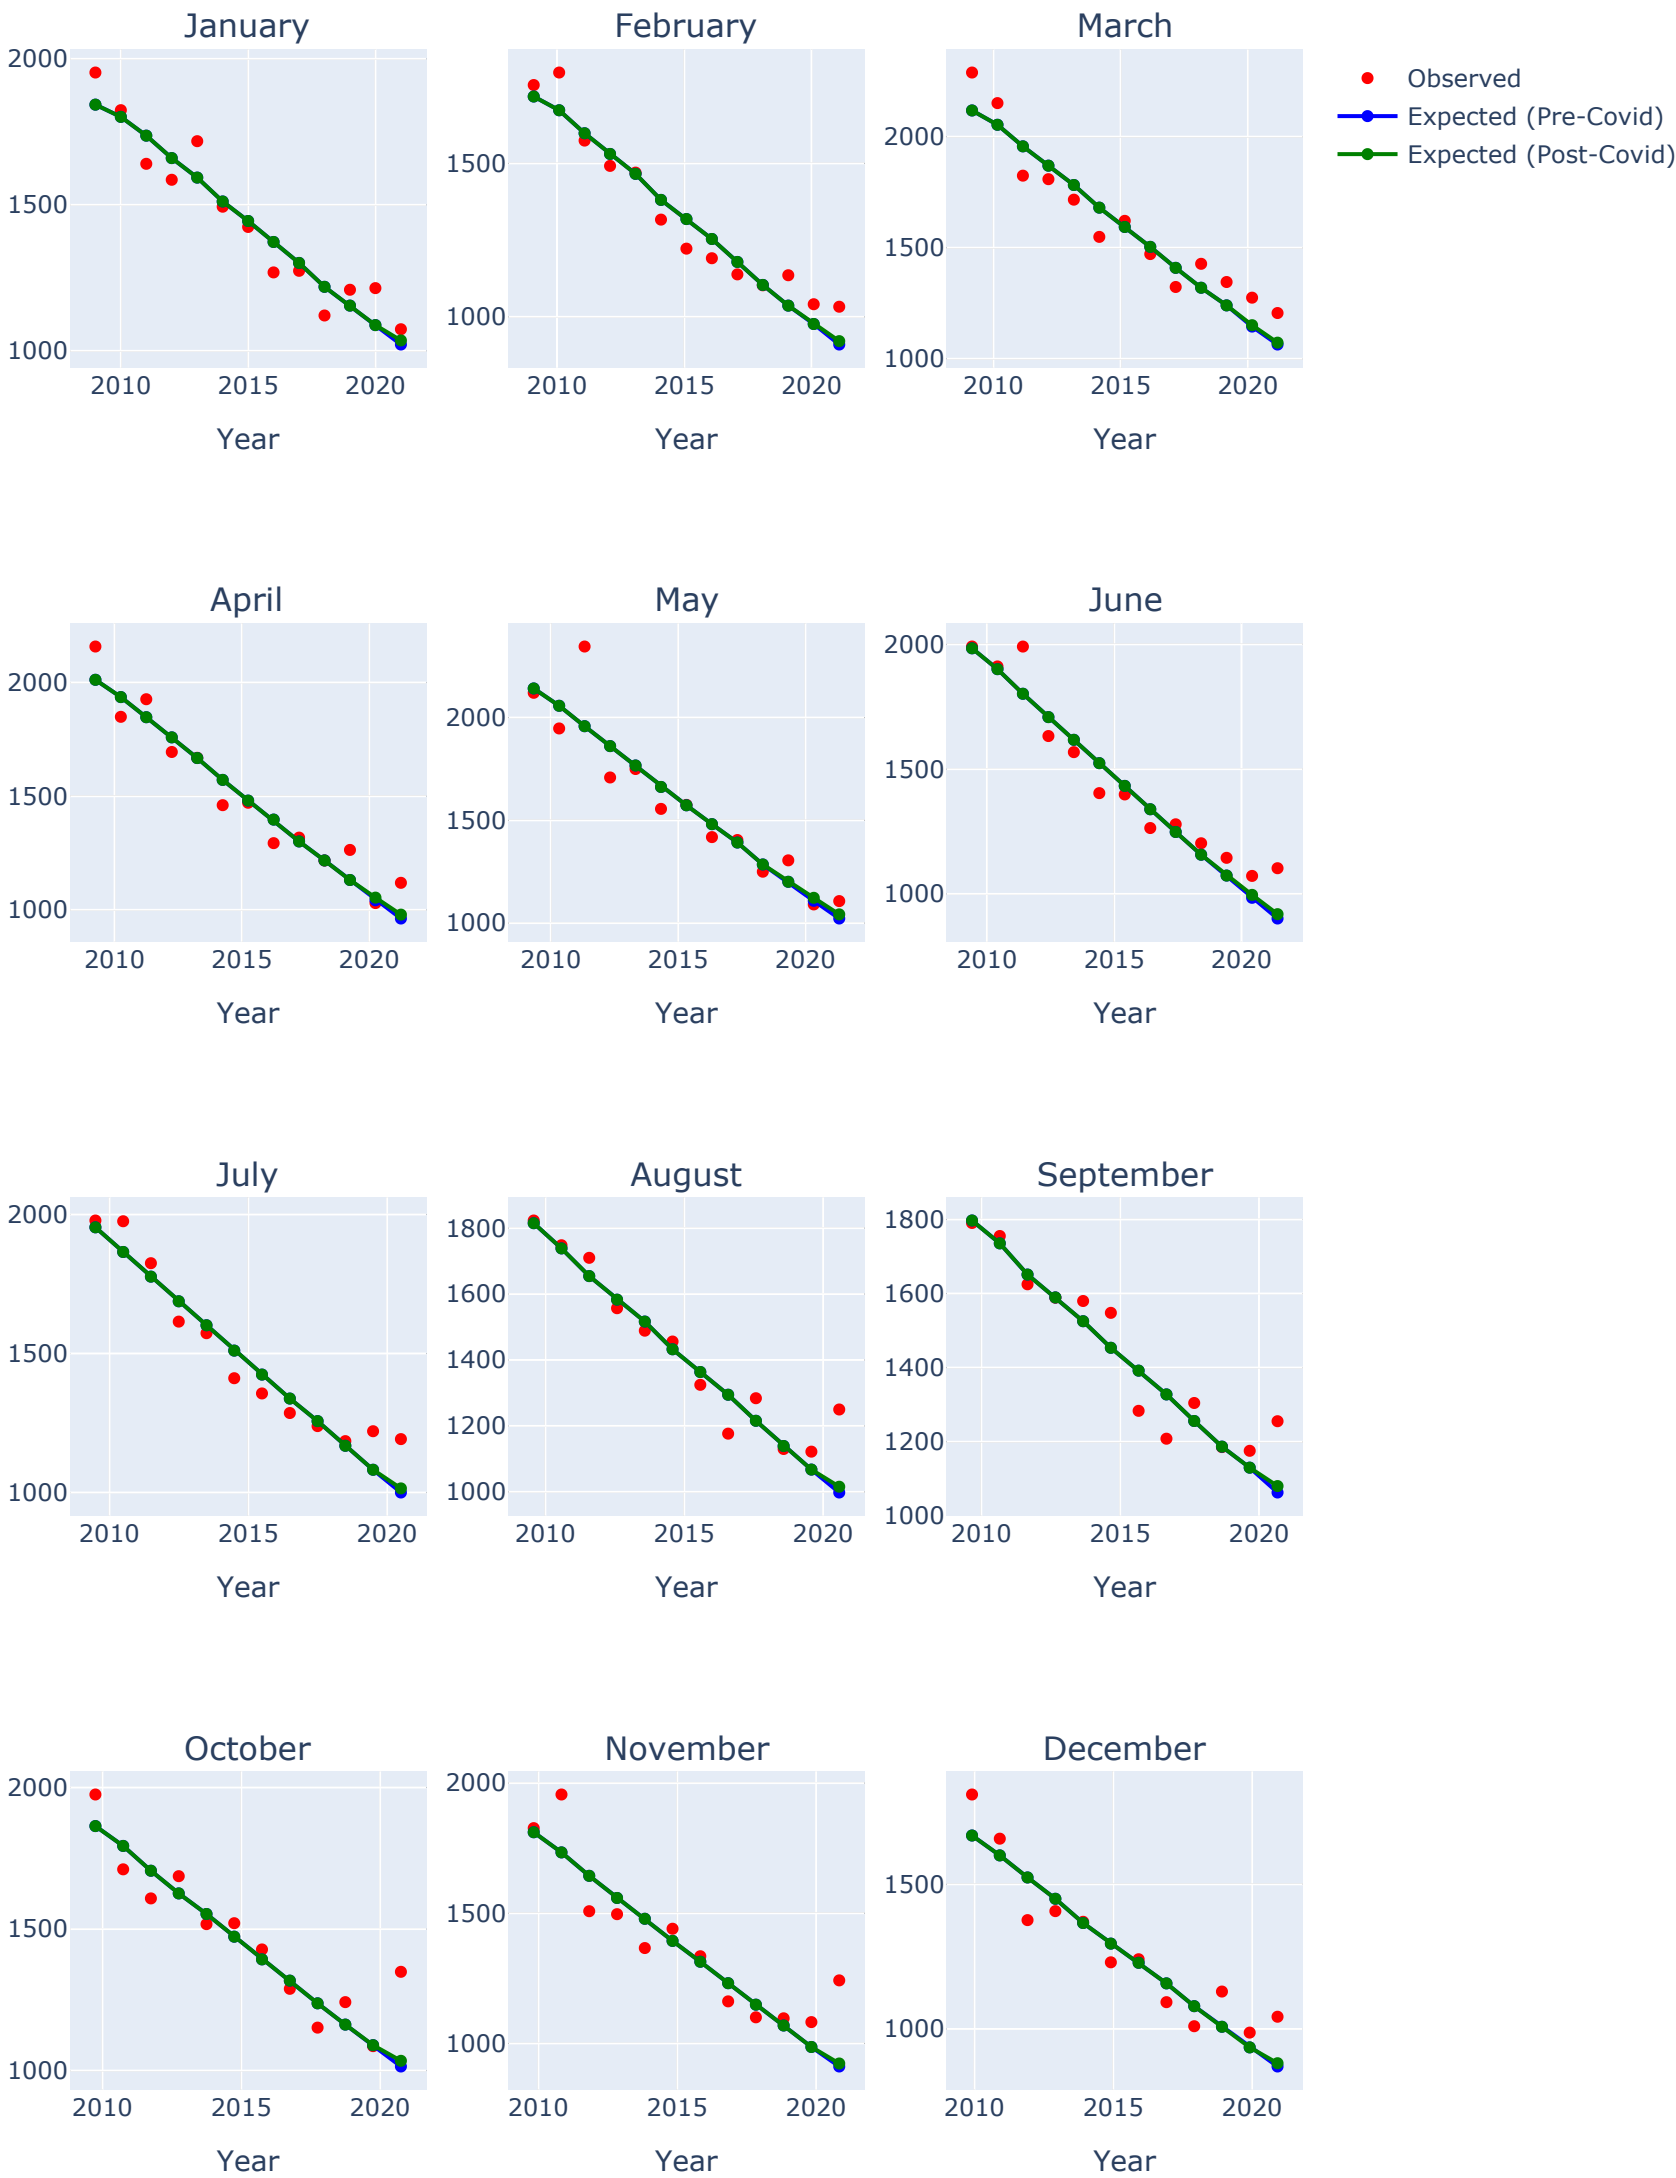 January
2000
1500
1000
2010 2015 2020
Year
February
1500
1000
2010 2015 2020
Year
March
2000
1500
1000
2010 2015 2020
Year
Observed
Expected (Pre-Covid)
Expected (Post-Covid)
April
2000
1500
1000
2010 2015 2020
Year
May
2000
1500
1000
2010 2015 2020
Year
June
2000
1500
1000
2010 2015 2020
Year
July
2000
1500
1000
2010 2015 2020
Year
August
1800
1600
1400
1200
1000
2010 2015 2020
Year
September
1800
1600
1400
1200
1000
2010 2015 2020
Year
October
2000
1500
1000
2010 2015 2020
Year
November
2000
1500
1000
2010 2015 2020
Year
December
1500
1000
2010 2015 2020
Year